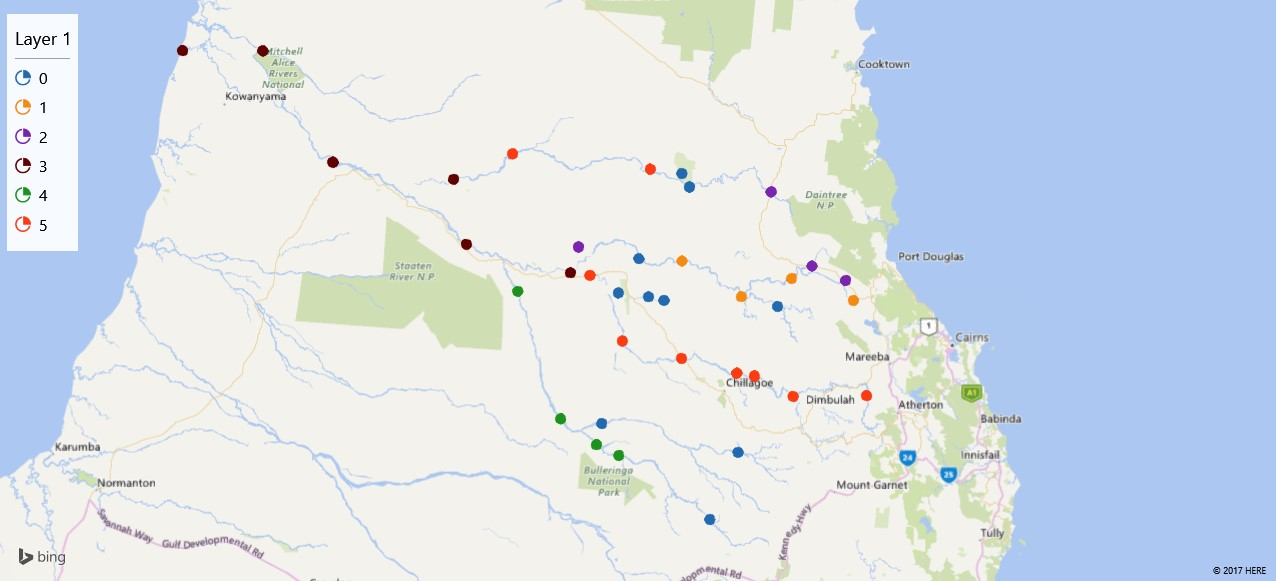 Layer 1
0
1
2
3
4
5
Mitchell
Alice
Rivers
National
Kowanyama
Cooktown
Daintree
N P
Port Douglas
Staaten
River N.P
1
Cairns
Mareeba
Chillagoe
Dimbulah
Atherton
A1
Babinda
Karumba
Normanton
Bulleringa
National
Park
24
25
Innisfail
Mount Garnet
Savannah Way
Gulf Developmental Rd
Kennedy Hwy
Tully
opmental Rd
bing
© 2017 HERE